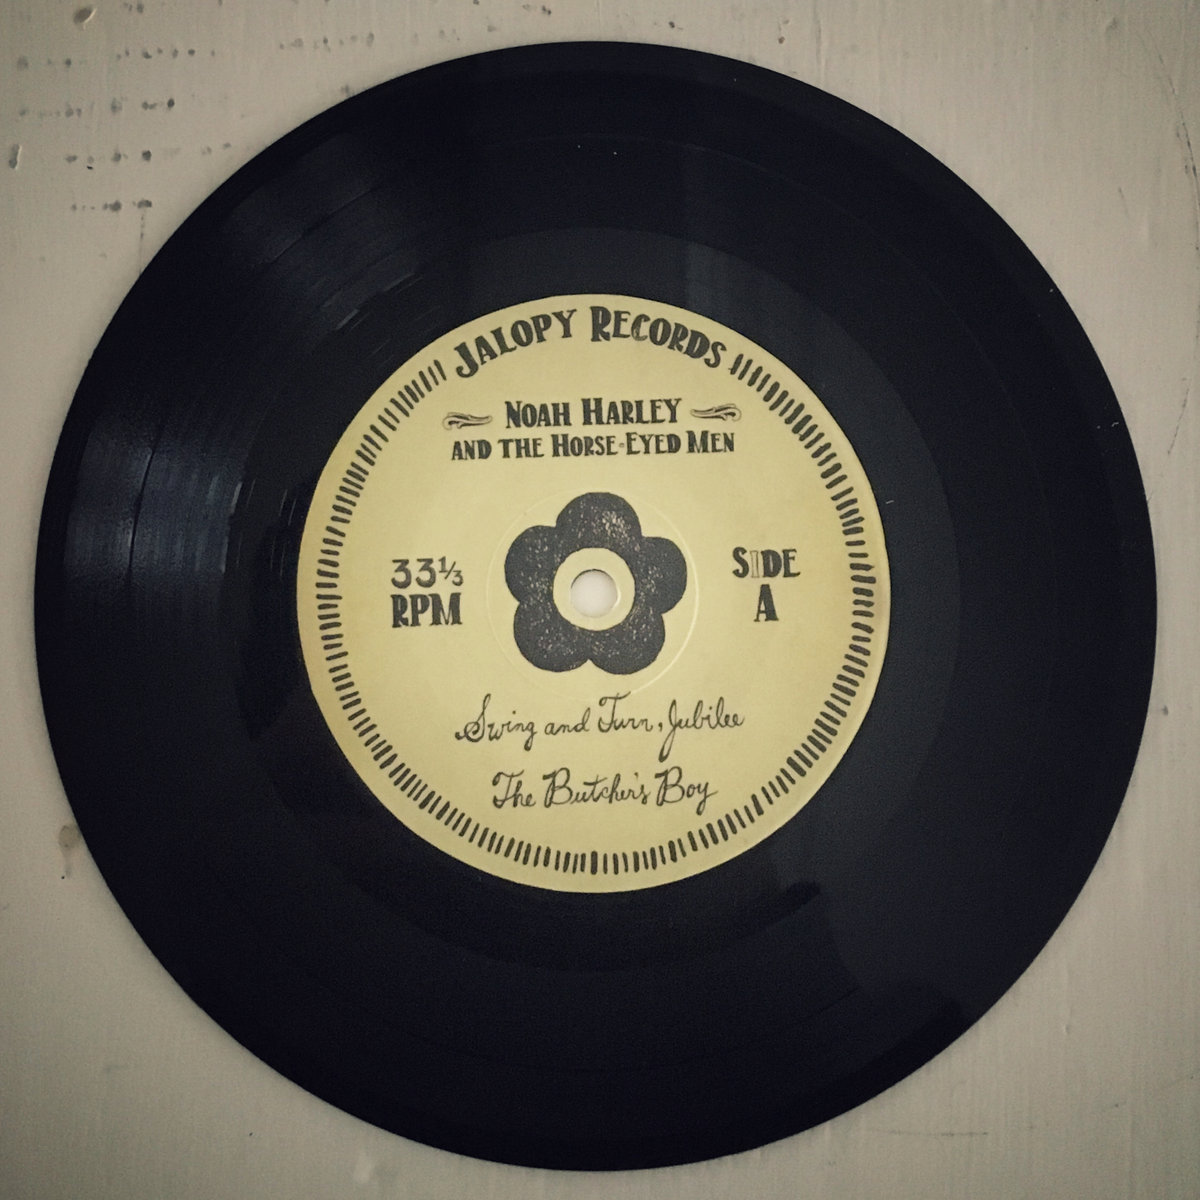 JALOPY RECORDS
NOAH HARLEY
AND THE HORSE-EYED MEN
33⅓
RPM
SIDE
A
Swing and Turn, Jubilee
The Butcher's Boy